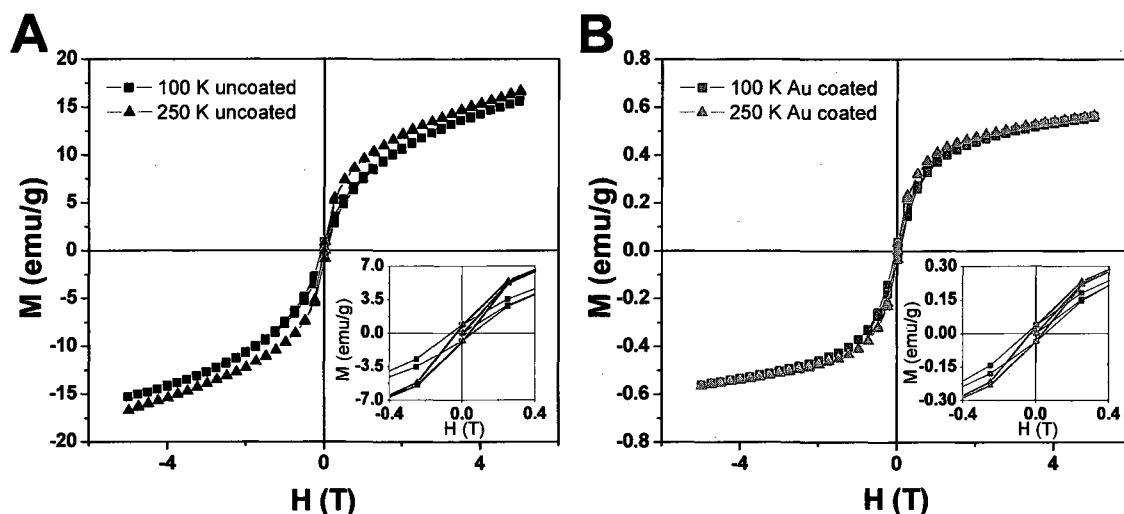 A
20
15
10
5
0
-5
-10
-15
-20
M (emu/g)
100 K uncoated
250 K uncoated
7.0
3.5
0.0
-3.5
-7.0
M (emu/g)
-0.4
0.0
0.4
H (T)
-4
0
4
H (T)
B
0.8
0.6
0.4
0.2
0.0
-0.2
-0.4
-0.6
-0.8
M (emu/g)
100 K Au coated
250 K Au coated
0.30
0.15
0.00
-0.15
-0.30
M (emu/g)
-0.4
0.0
0.4
H (T)
-4
0
4
H (T)